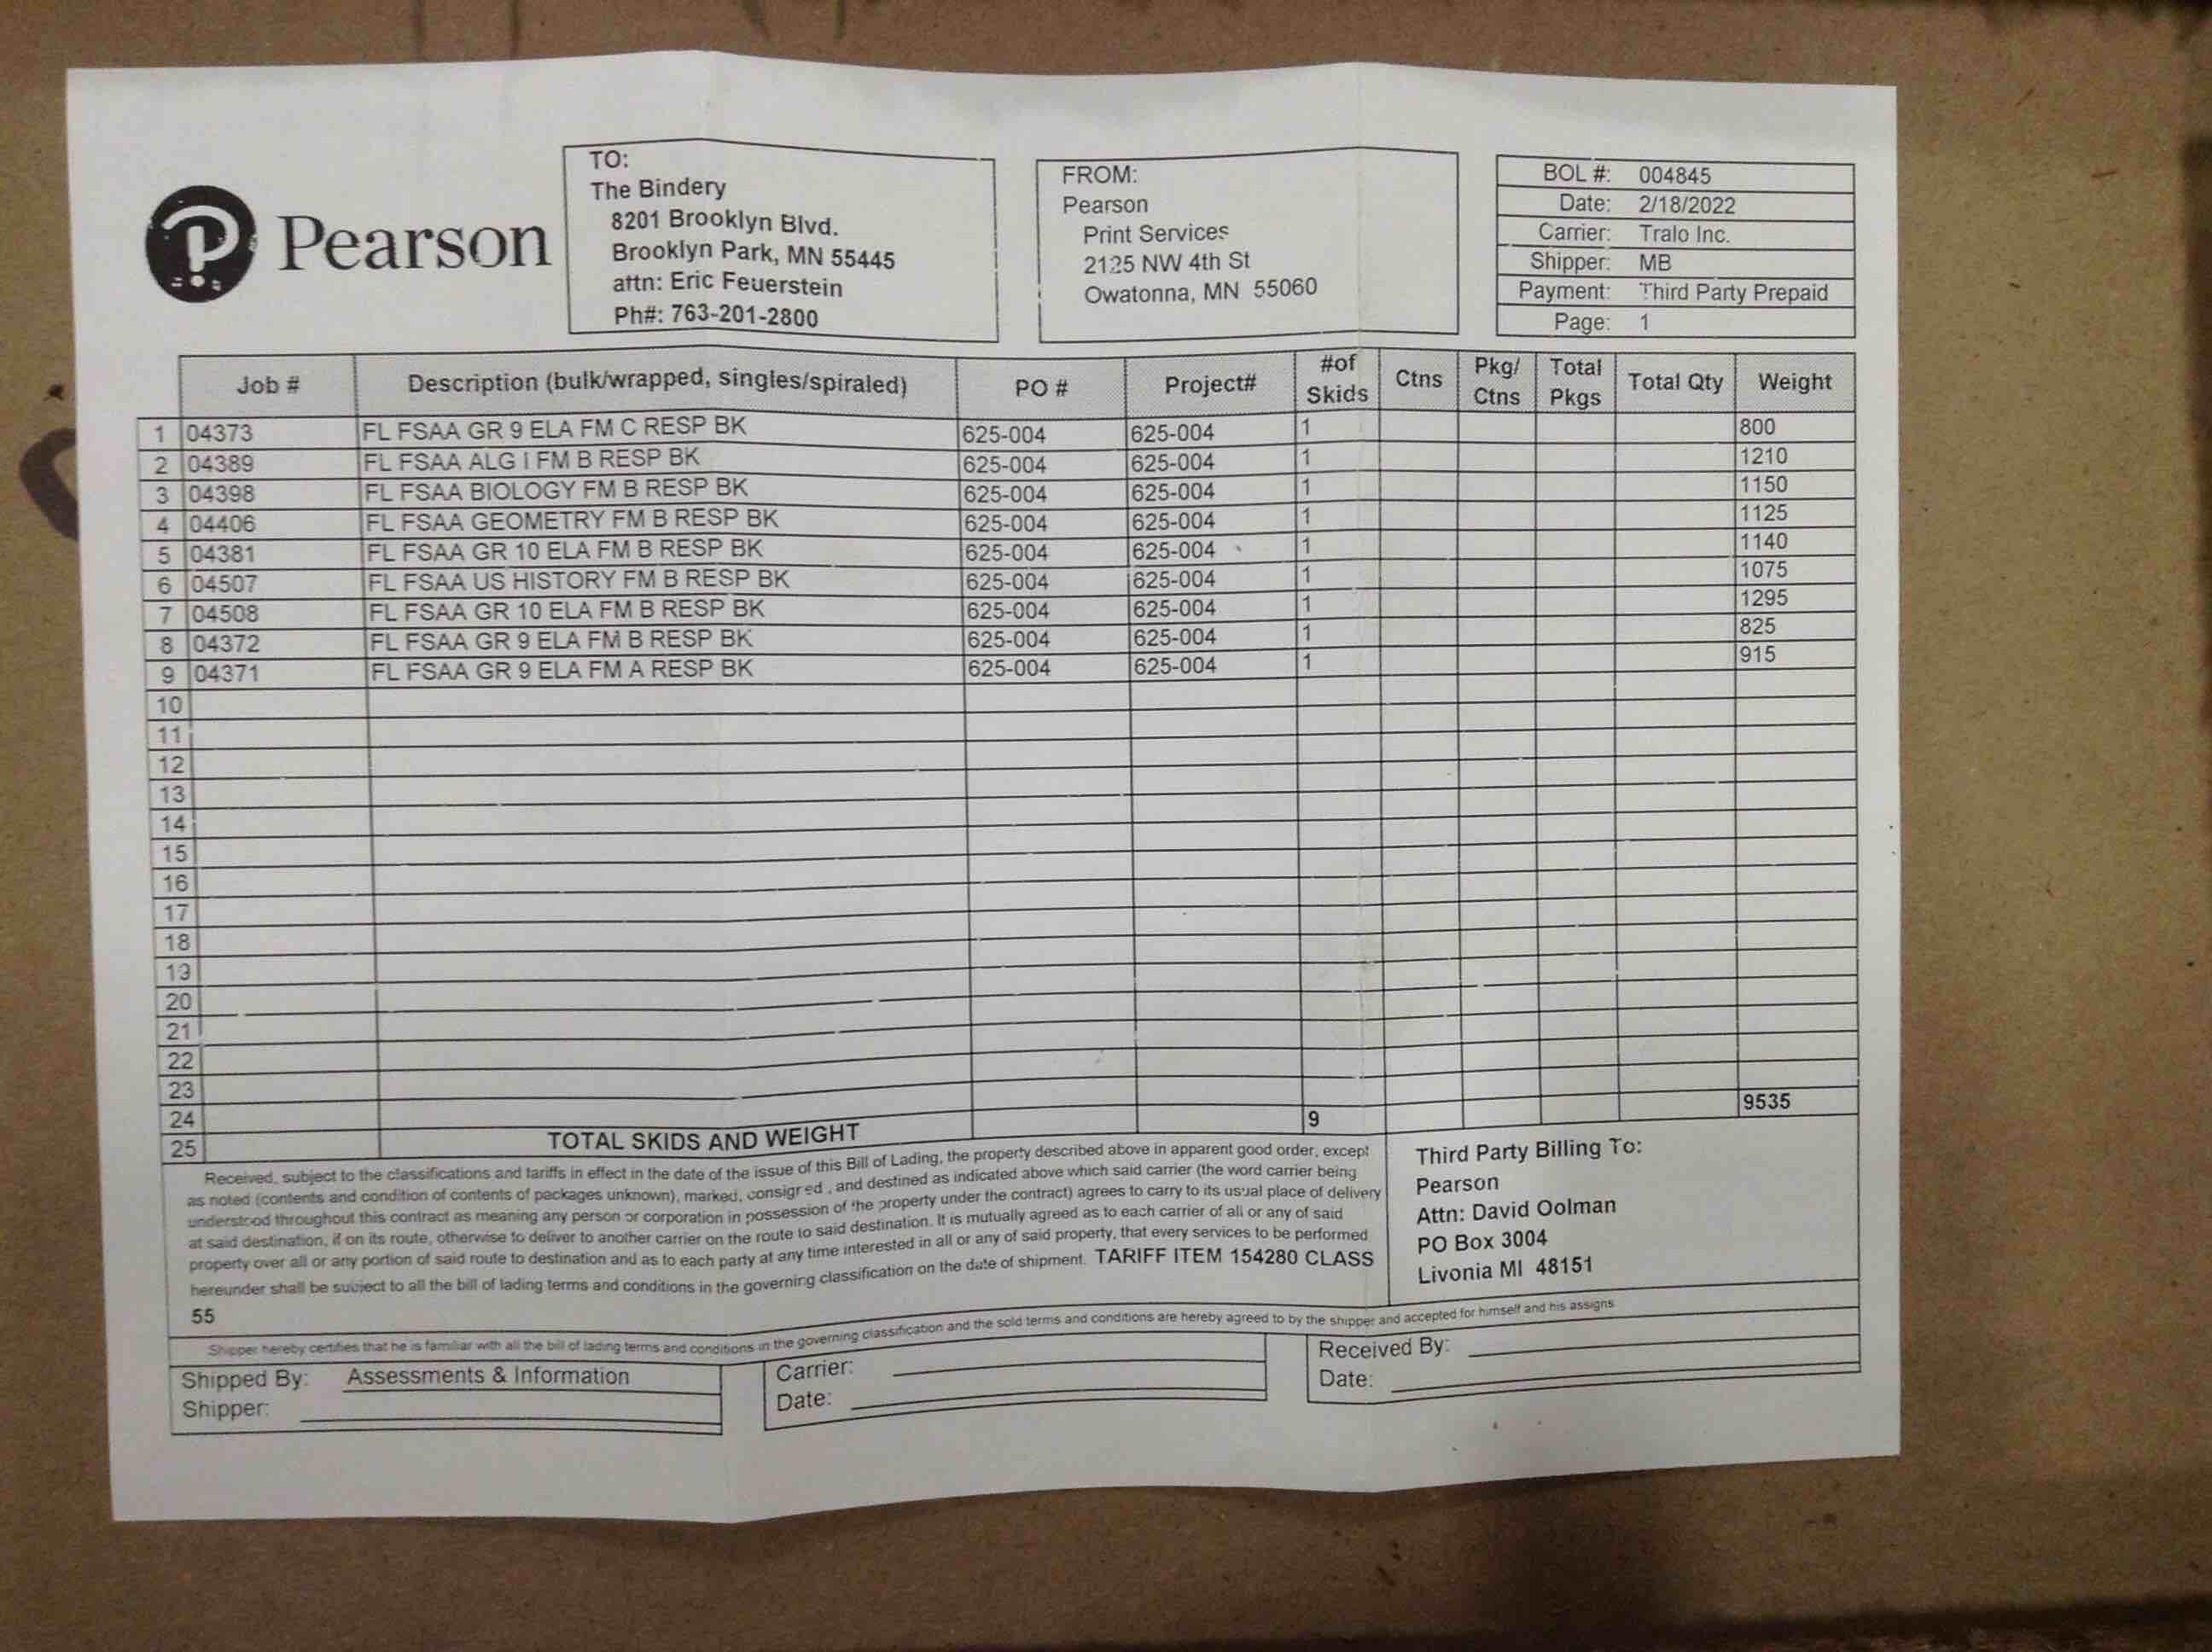 Pearson
TO:
The Bindery
8201 Brooklyn Blvd.
Brooklyn Park, MN 55445
attn: Eric Feuerstein
Ph#: 763-201-2800
FROM:
Pearson
Print Services
2125 NW 4th St
Owatonna, MN 55060
BOL #: 004845
Date: 2/18/2022
Carrier: Tralo Inc.
Shipper: MB
Payment: Third Party Prepaid
Page: 1
Job # Description (bulk/wrapped, singles/spiraled) PO # Project# #of Skids Ctns Pkg/ Ctns Total Pkgs Total Qty Weight
1 04373 FL FSAA GR 9 ELA FM C RESP BK 625-004 625-004 1 800
2 04389 FL FSAA ALG I FM B RESP BK 625-004 625-004 1 1210
3 04398 FL FSAA BIOLOGY FM B RESP BK 625-004 625-004 1 1150
4 04406 FL FSAA GEOMETRY FM B RESP BK 625-004 625-004 1 1125
5 04381 FL FSAA GR 10 ELA FM B RESP BK 625-004 625-004 1 1140
6 04507 FL FSAA US HISTORY FM B RESP BK 625-004 625-004 1 1075
7 04508 FL FSAA GR 10 ELA FM B RESP BK 625-004 625-004 1 1295
8 04372 FL FSAA GR 9 ELA FM B RESP BK 625-004 625-004 1 825
9 04371 FL FSAA GR 9 ELA FM A RESP BK 625-004 625-004 1 915
10
11
12
13
14
15
16
17
18
19
20
21
22
23
24
25 TOTAL SKIDS AND WEIGHT 9 9535
Received, subject to the classifications and tariffs in effect in the date of the issue of this Bill of Lading, the property described above in apparent good order, except
as noted (contents and condition of contents of packages unknown), marked, consigned, and destined as indicated above which said carrier (the word carrier being
understood throughout this contract as meaning any person or corporation in possession of the property under the contract) agrees to carry to its usual place of delivery
at said destination, if on its route, otherwise to deliver to another carrier on the route to said destination. It is mutually agreed as to each carrier of all or any of said
property over all or any portion of said route to destination and as to each party at any time interested in all or any of said property, that every services to be performed
hereunder shall be subject to all the bill of lading terms and conditions in the governing classification on the date of shipment. TARIFF ITEM 154280 CLASS
55
Third Party Billing To:
Pearson
Attn: David Oolman
PO Box 3004
Livonia MI 48151
Shipper hereby certifies that he is familiar with all the bill of lading terms and conditions in the governing classification and the sold terms and conditions are hereby agreed to by the shipper and accepted for himself and his assigns
Shipped By: Assessments & Information
Shipper:
Carrier:
Date:
Received By:
Date: